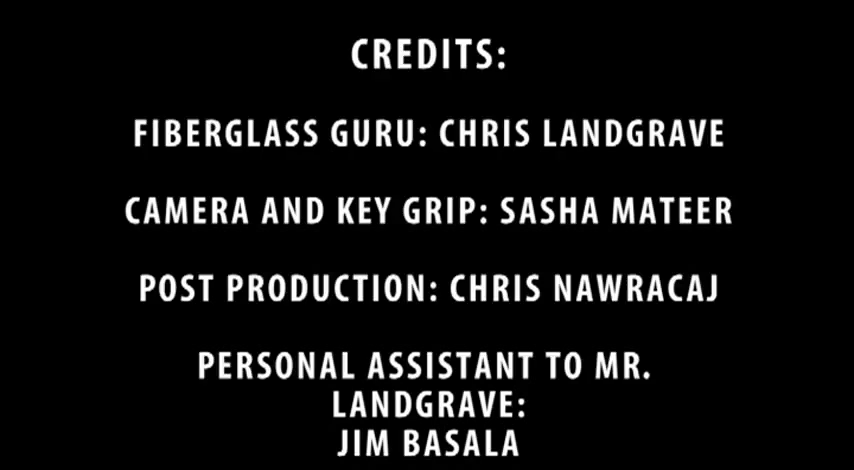 CREDITS:
FIBERGLASS GURU: CHRIS LANDGRAVE
CAMERA AND KEY GRIP: SASHA MATEER
POST PRODUCTION: CHRIS NAWRACAJ
PERSONAL ASSISTANT TO MR.
LANDGRAVE:
JIM BASALA